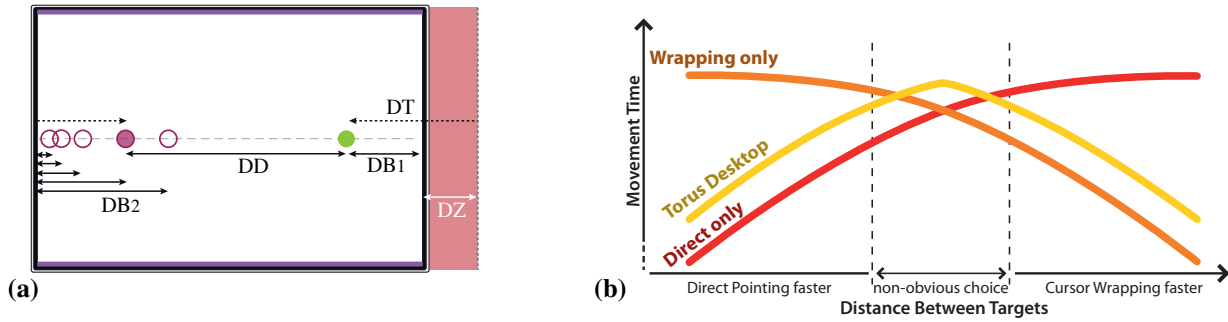 DT
DD
DB1
DB2
DZ
(a)
Wrapping only
Movement Time
Torus Desktop
Direct only
Direct Pointing faster
non-obvious choice
Cursor Wrapping faster
(b)
Distance Between Targets